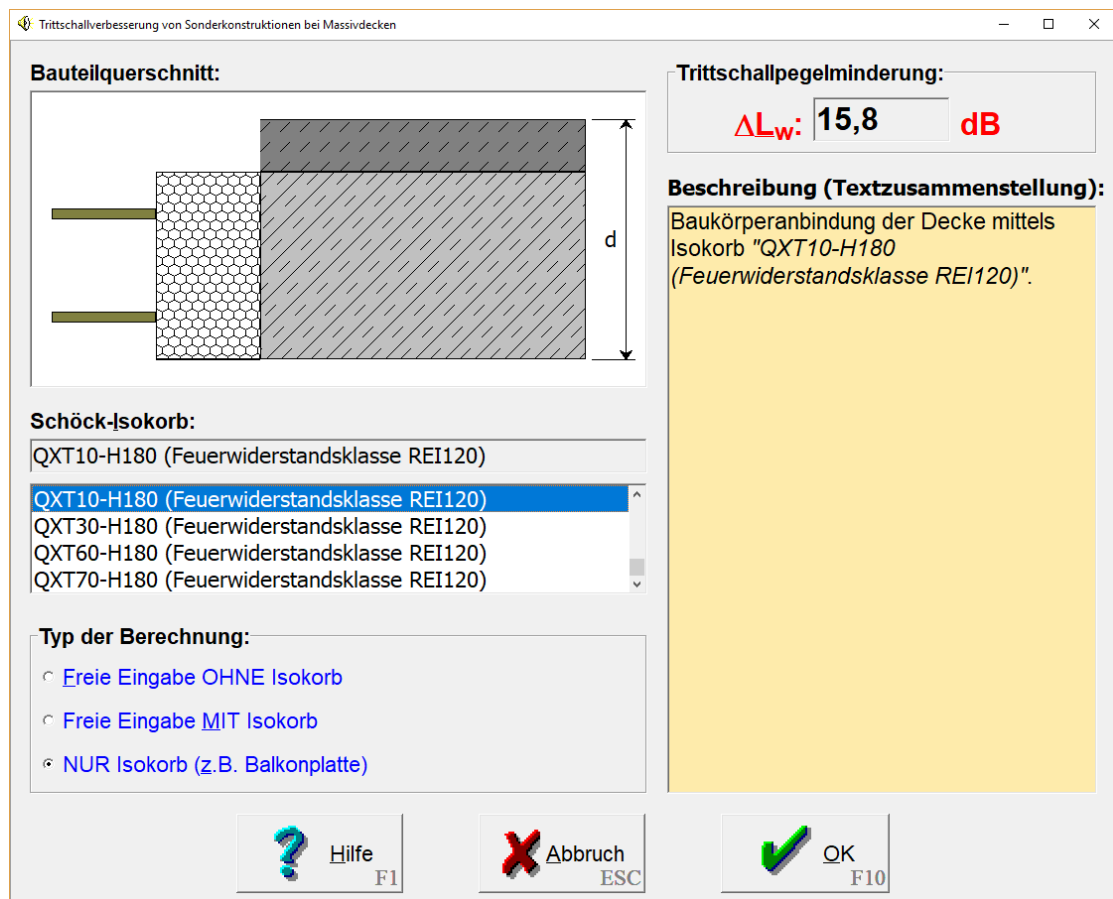 Trittschallverbesserung von Sonderkonstruktionen bei Massivdecken
Bauteilquerschnitt:
d
Trittschallpegelminderung:
ΔLw: 15,8 dB
Beschreibung (Textzusammenstellung):
Baukörperanbindung der Decke mittels
Isokorb "QXT10-H180
(Feuerwiderstandsklasse REI120)".
Schöck-Isokorb:
QXT10-H180 (Feuerwiderstandsklasse REI120)
QXT10-H180 (Feuerwiderstandsklasse REI120)
QXT30-H180 (Feuerwiderstandsklasse REI120)
QXT60-H180 (Feuerwiderstandsklasse REI120)
QXT70-H180 (Feuerwiderstandsklasse REI120)
Typ der Berechnung:
Freie Eingabe OHNE Isokorb
Freie Eingabe MIT Isokorb
NUR Isokorb (z.B. Balkonplatte)
Hilfe
F1
Abbruch
ESC
OK
F10